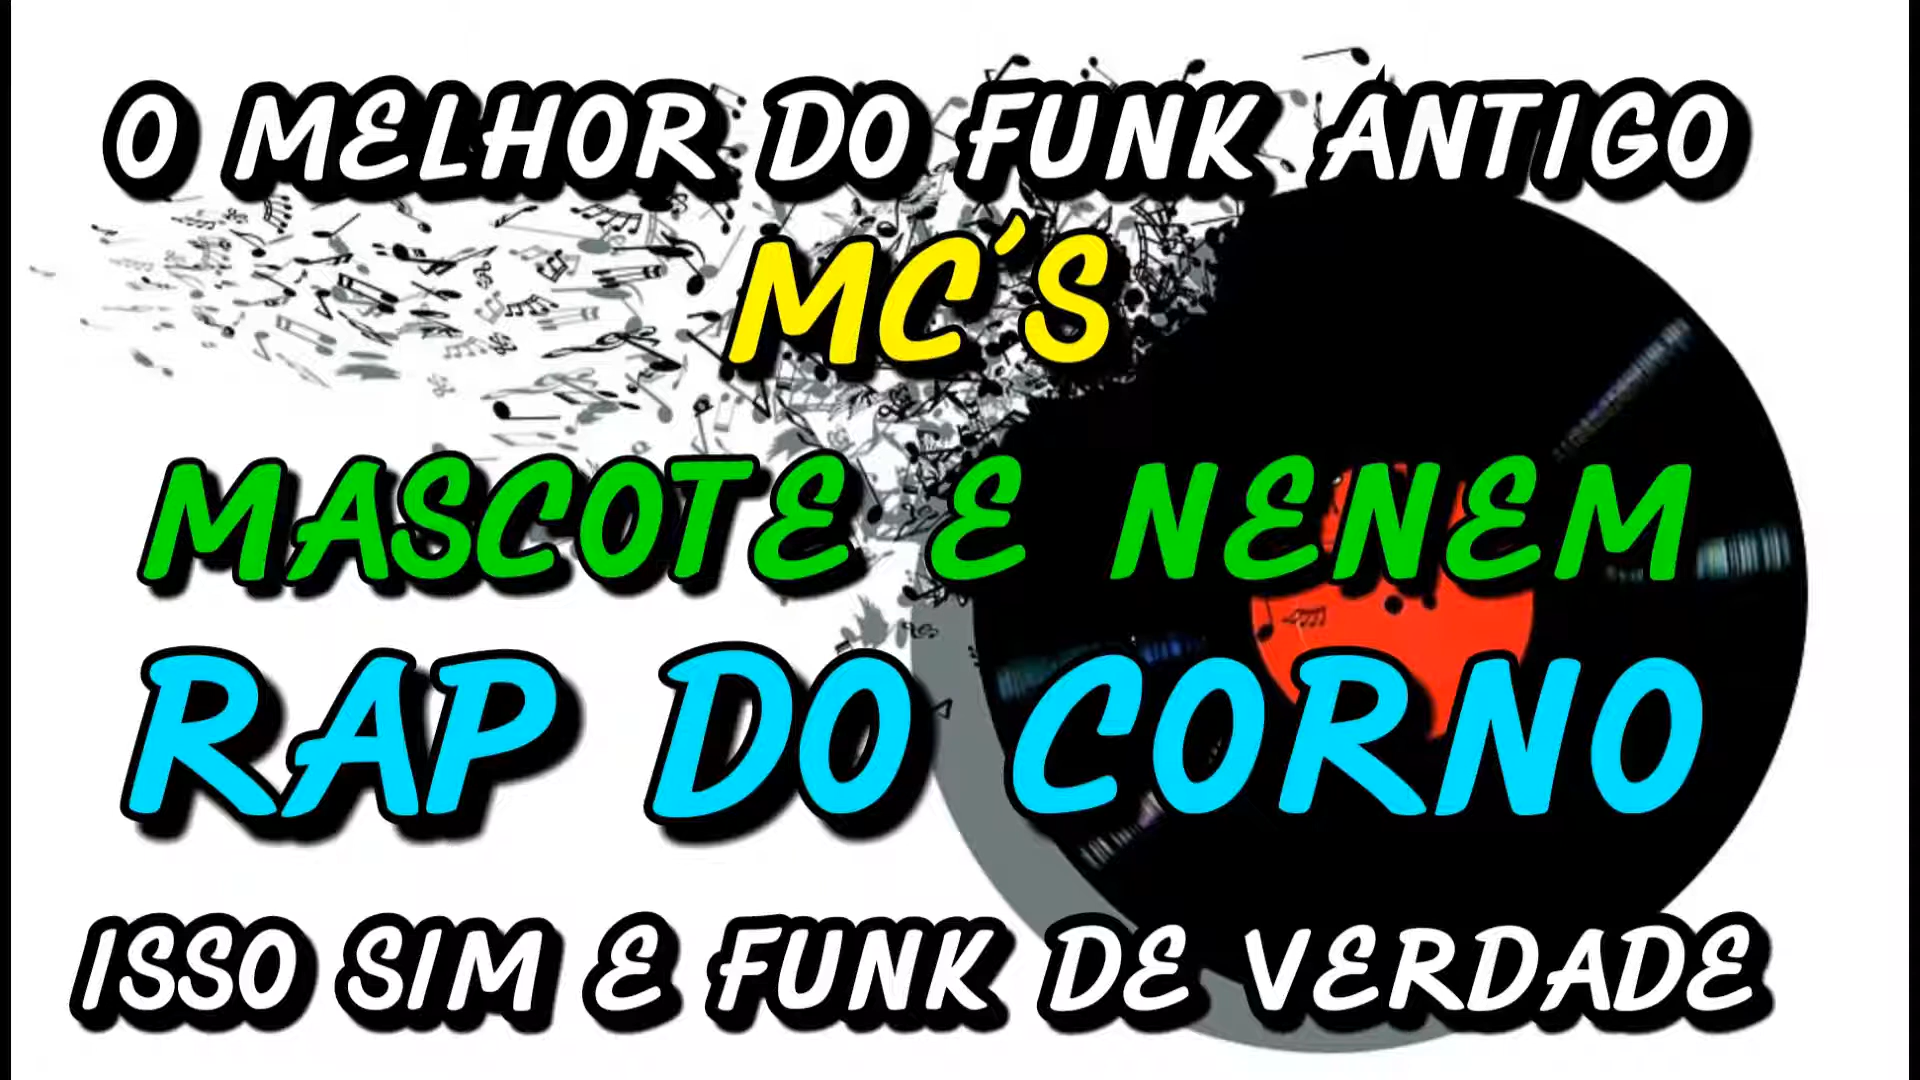 O MELHOR DO FUNK ANTIGO
MC'S
MASCOTE E NENEM
RAP DO CORNO
ISSO SIM E FUNK DE VERDADE